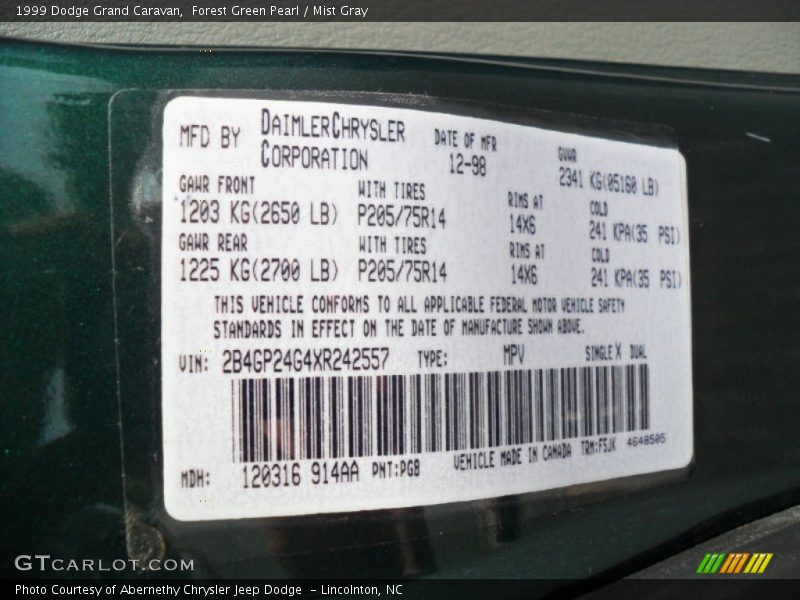 1999 Dodge Grand Caravan, Forest Green Pearl / Mist Gray
MFD BY DAIMLERCHRYSLER CORPORATION DATE OF MFR 12-98 GVWR 2341 KG(05160 LB)
GAWR FRONT WITH TIRES RIMS AT COLD
1203 KG(2650 LB) P205/75R14 14X6 241 KPA(35 PSI)
GAWR REAR WITH TIRES RIMS AT COLD
1225 KG(2700 LB) P205/75R14 14X6 241 KPA(35 PSI)
THIS VEHICLE CONFORMS TO ALL APPLICABLE FEDERAL MOTOR VEHICLE SAFETY
STANDARDS IN EFFECT ON THE DATE OF MANUFACTURE SHOWN ABOVE.
VIN: 2B4GP24G4XR242557 TYPE: MPV SINGLE X DUAL
MDH: 120316 914AA PNT:PG8 VEHICLE MADE IN CANADA TRM:F5JK 4648505
GTCARLOT.COM
Photo Courtesy of Abernethy Chrysler Jeep Dodge - Lincolnton, NC